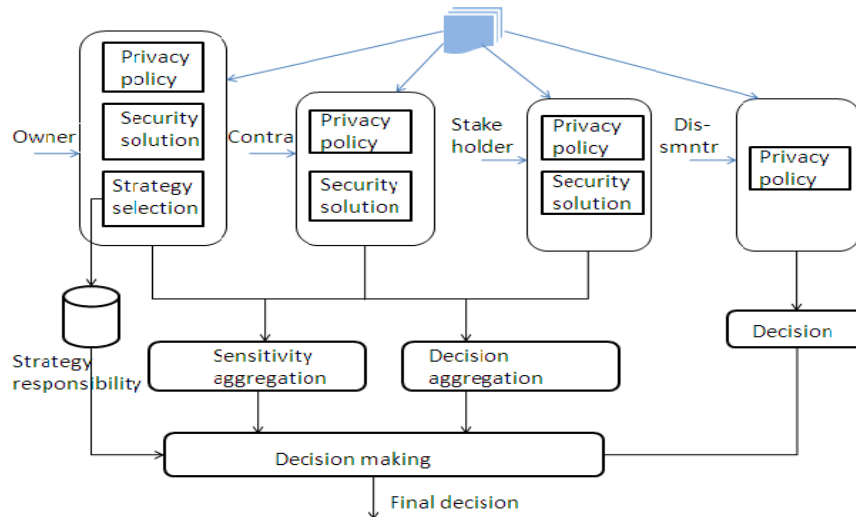 Privacy
policy
Security
solution
Strategy
selection
Owner
Contra
Privacy
policy
Security
solution
Stake
holder
Privacy
policy
Security
solution
Dis-
smntr
Privacy
policy
Strategy
responsibility
Sensitivity
aggregation
Decision
aggregation
Decision
Decision making
Final decision